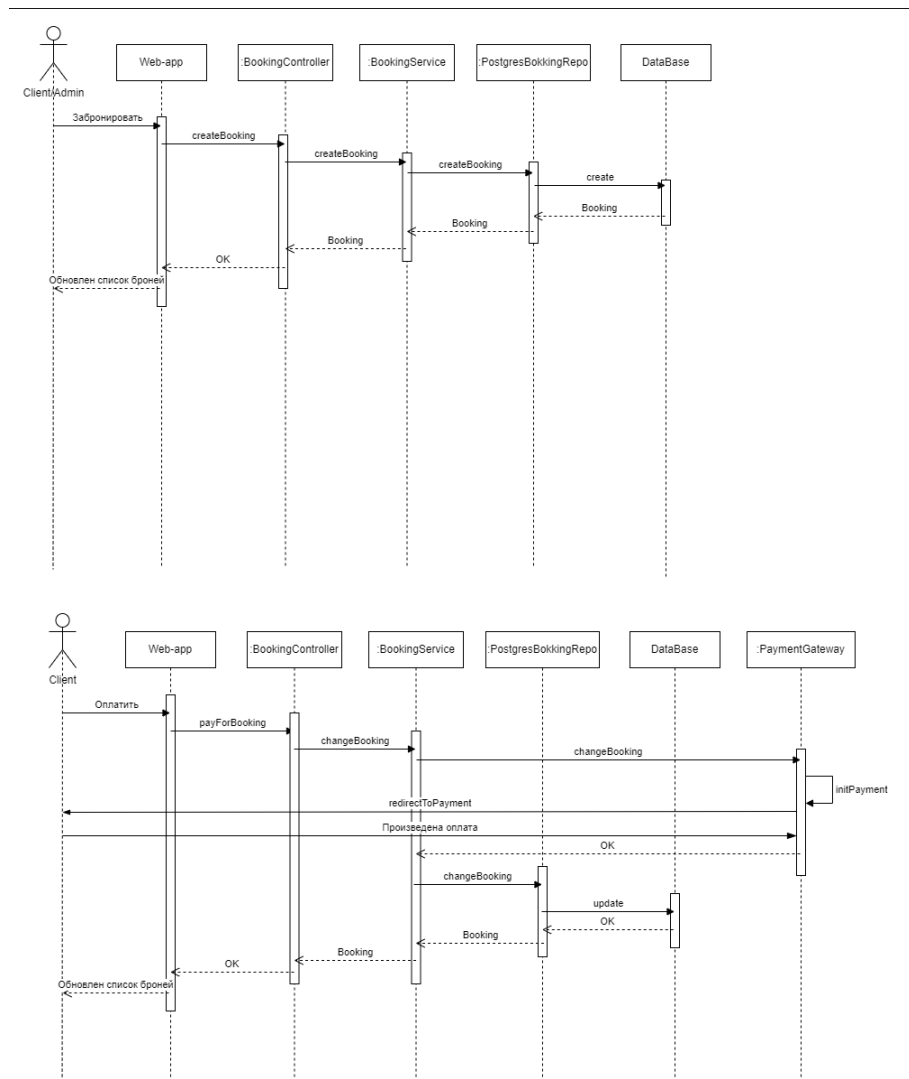 Web-app
:BookingController
:BookingService
:PostgresBokkingRepo
DataBase
Client/Admin
Забронировать
createBooking
createBooking
createBooking
create
Booking
Booking
Booking
OK
Обновлен список броней
Web-app
:BookingController
:BookingService
:PostgresBokkingRepo
DataBase
:PaymentGateway
Client
Оплатить
payForBooking
changeBooking
changeBooking
initPayment
redirectToPayment
Произведена оплата
OK
changeBooking
update
OK
Booking
Booking
OK
Обновлен список броней